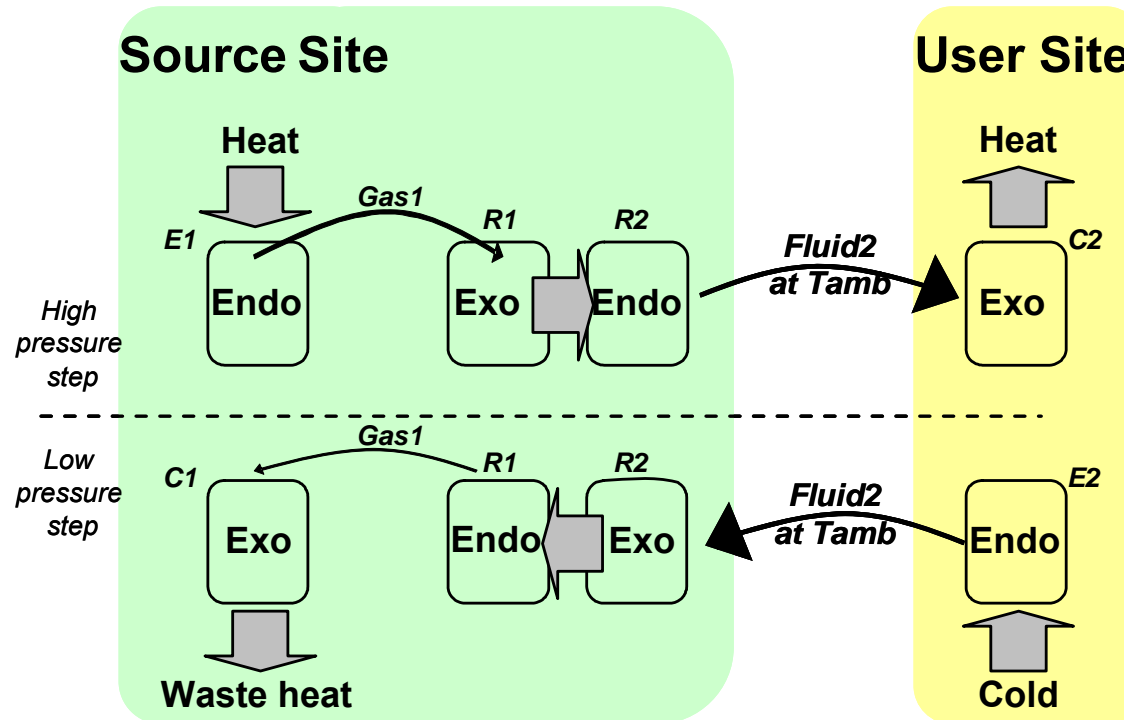 Source Site
User Site
Heat
Heat
Gas1
E1
R1
R2
C2
Fluid2
at Tamb
Endo
Exo
Endo
Exo
High
pressure
step
Gas1
Low
pressure
step
C1
R1
R2
E2
Fluid2
at Tamb
Exo
Endo
Exo
Endo
Waste heat
Cold